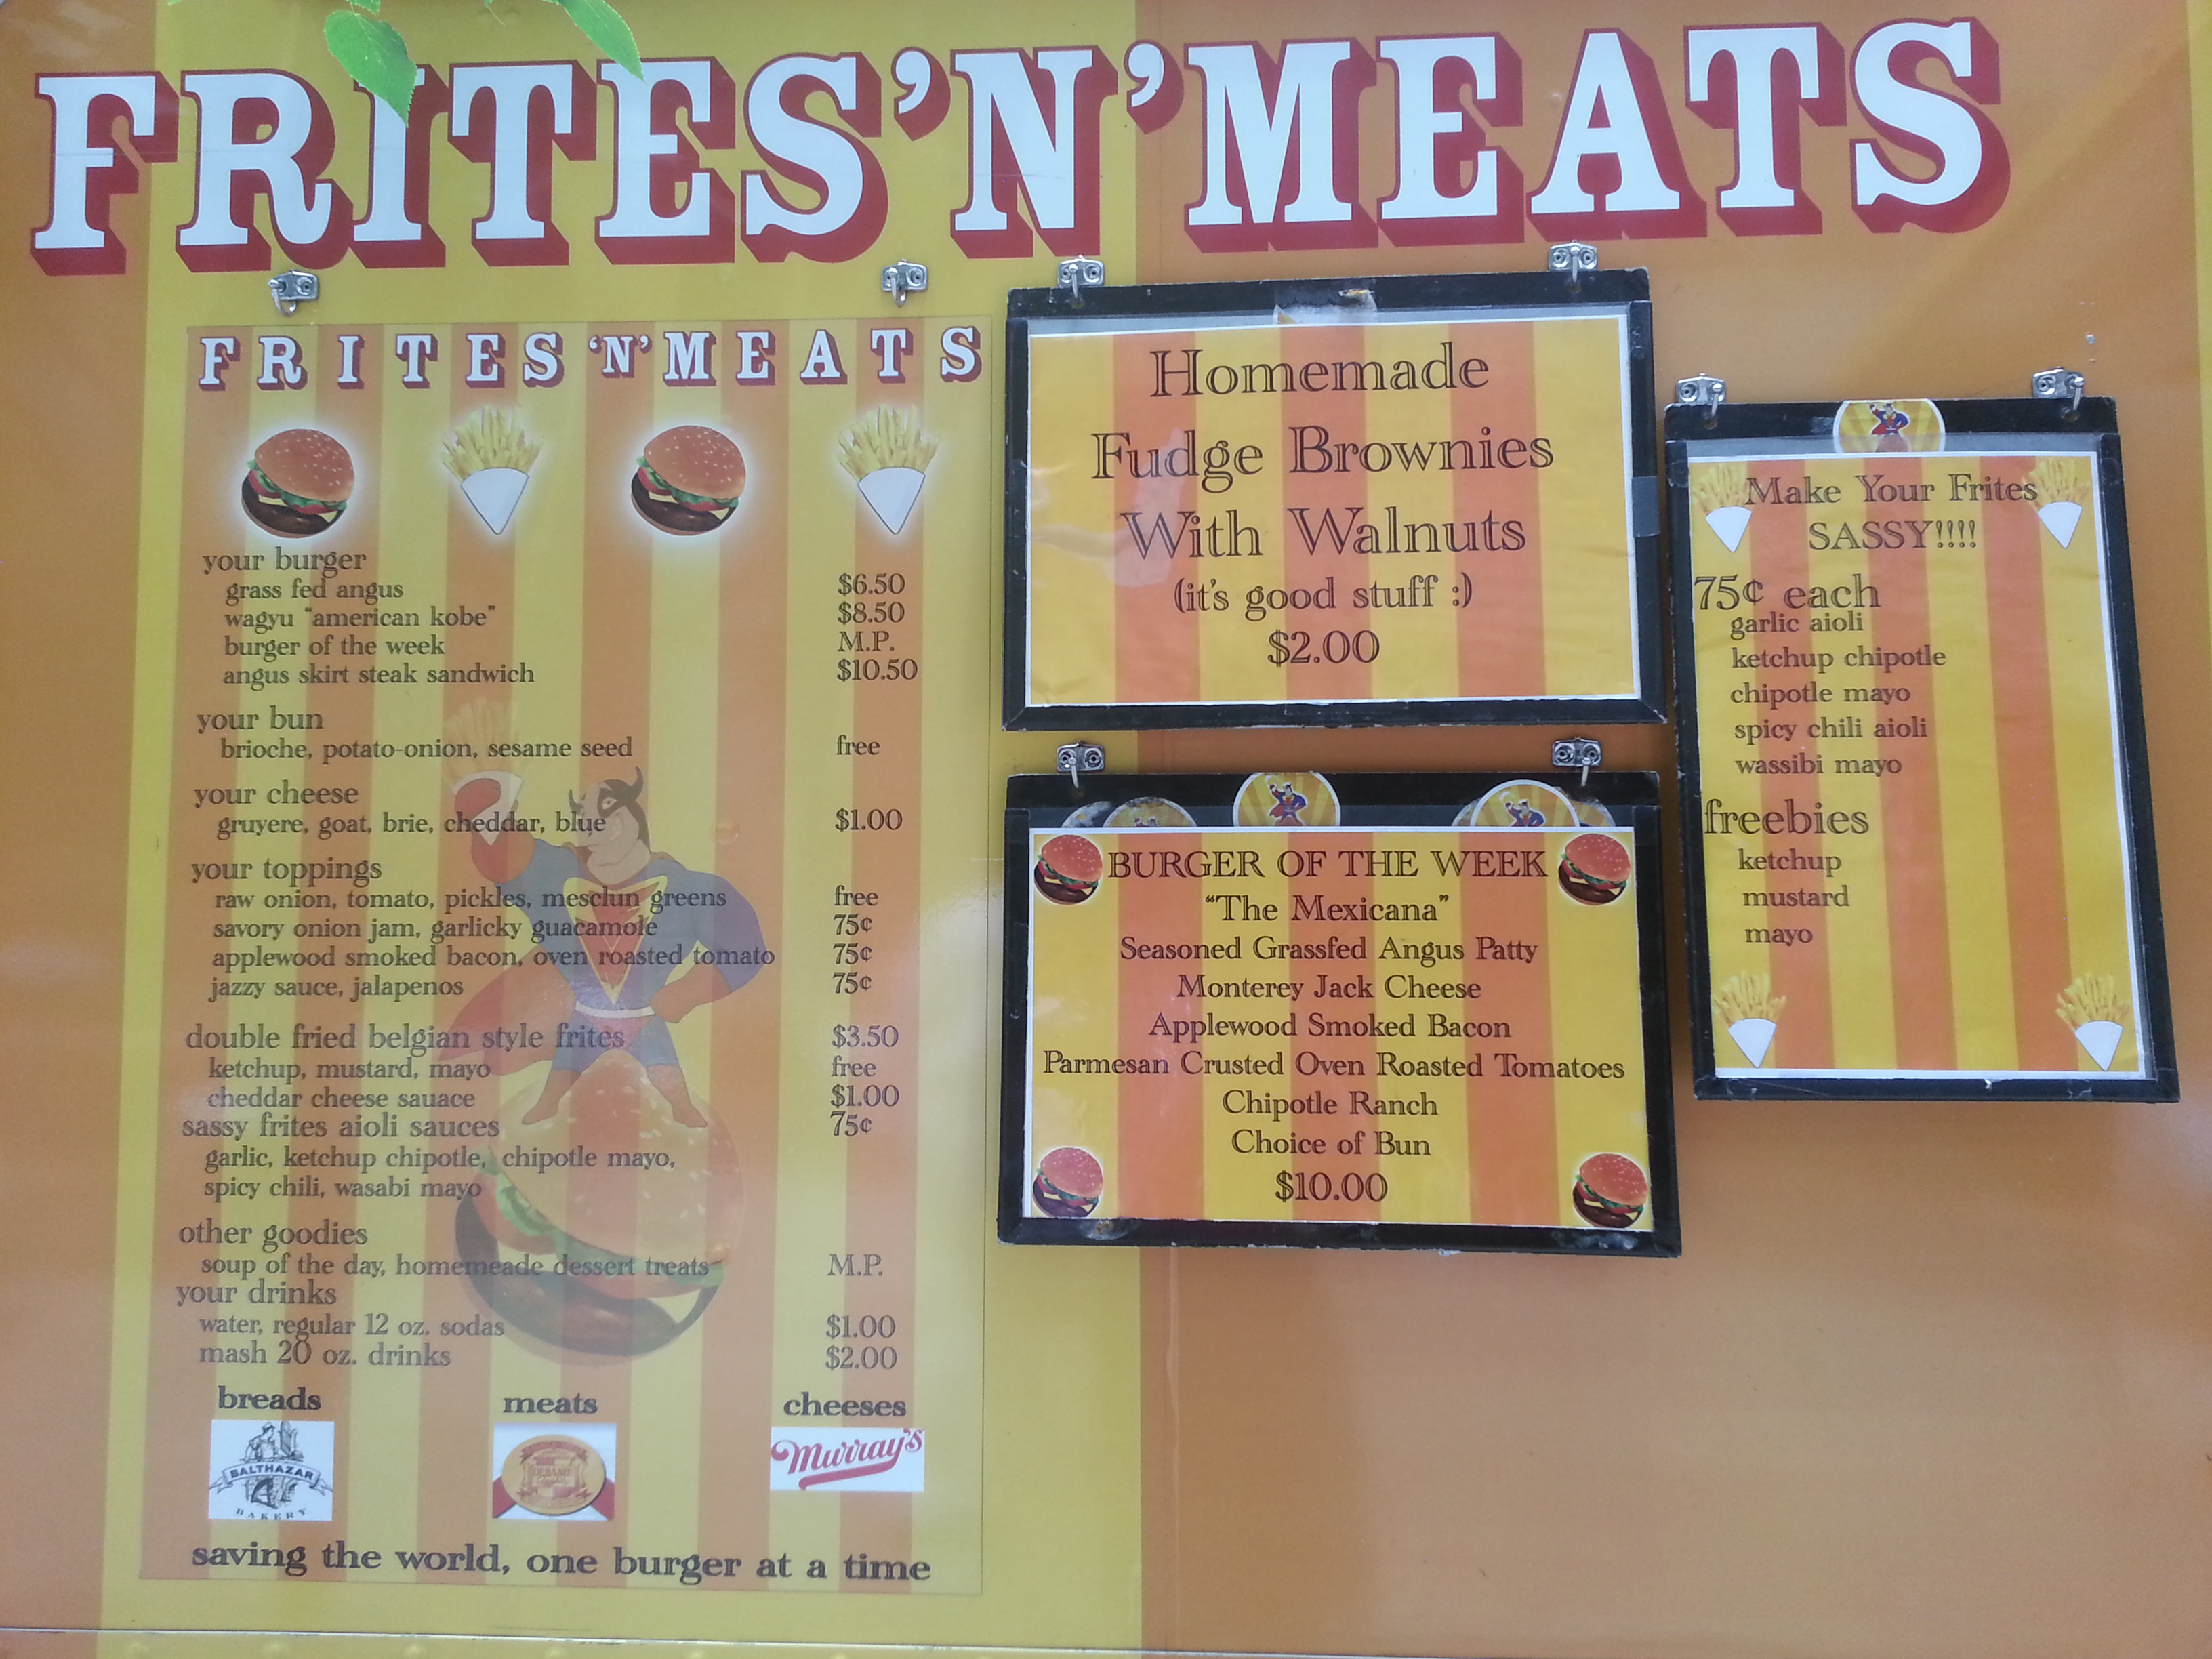 FRITES'N'MEATS
FRITES 'N' MEATS
your burger
grass fed angus $6.50
wagyu "american kobe" $8.50
burger of the week M.P.
angus skirt steak sandwich $10.50
your bun
brioche, potato-onion, sesame seed free
your cheese
gruyere, goat, brie, cheddar, blue $1.00
your toppings
raw onion, tomato, pickles, mesclun greens free
savory onion jam, garlicky guacamole 75¢
applewood smoked bacon, oven roasted tomato 75¢
jazzy sauce, jalapenos 75¢
double fried belgian style frites $3.50
ketchup, mustard, mayo free
cheddar cheese sauace $1.00
sassy frites aioli sauces 75¢
garlic, ketchup chipotle, chipotle mayo,
spicy chili, wasabi mayo
other goodies
soup of the day, homemeade dessert treats M.P.
your drinks
water, regular 12 oz. sodas $1.00
mash 20 oz. drinks $2.00
breads meats cheeses
BALTHAZAR
BAKERY
Murray's
saving the world, one burger at a time
Homemade
Fudge Brownies
With Walnuts
(it's good stuff :)
$2.00
BURGER OF THE WEEK
"The Mexicana"
Seasoned Grassfed Angus Patty
Monterey Jack Cheese
Applewood Smoked Bacon
Parmesan Crusted Oven Roasted Tomatoes
Chipotle Ranch
Choice of Bun
$10.00
Make Your Frites
SASSY!!!!
75¢ each
garlic aioli
ketchup chipotle
chipotle mayo
spicy chili aioli
wassibi mayo
freebies
ketchup
mustard
mayo